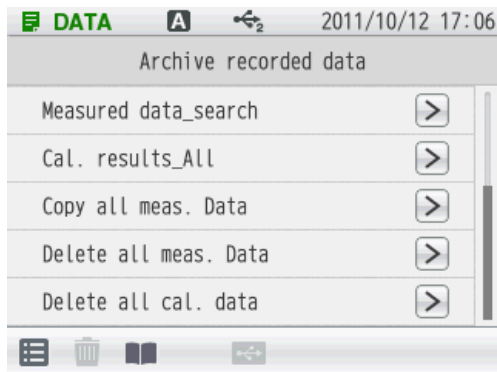 DATA A 2 2011/10/12 17:06
Archive recorded data
Measured data_search
Cal. results_All
Copy all meas. Data
Delete all meas. Data
Delete all cal. data